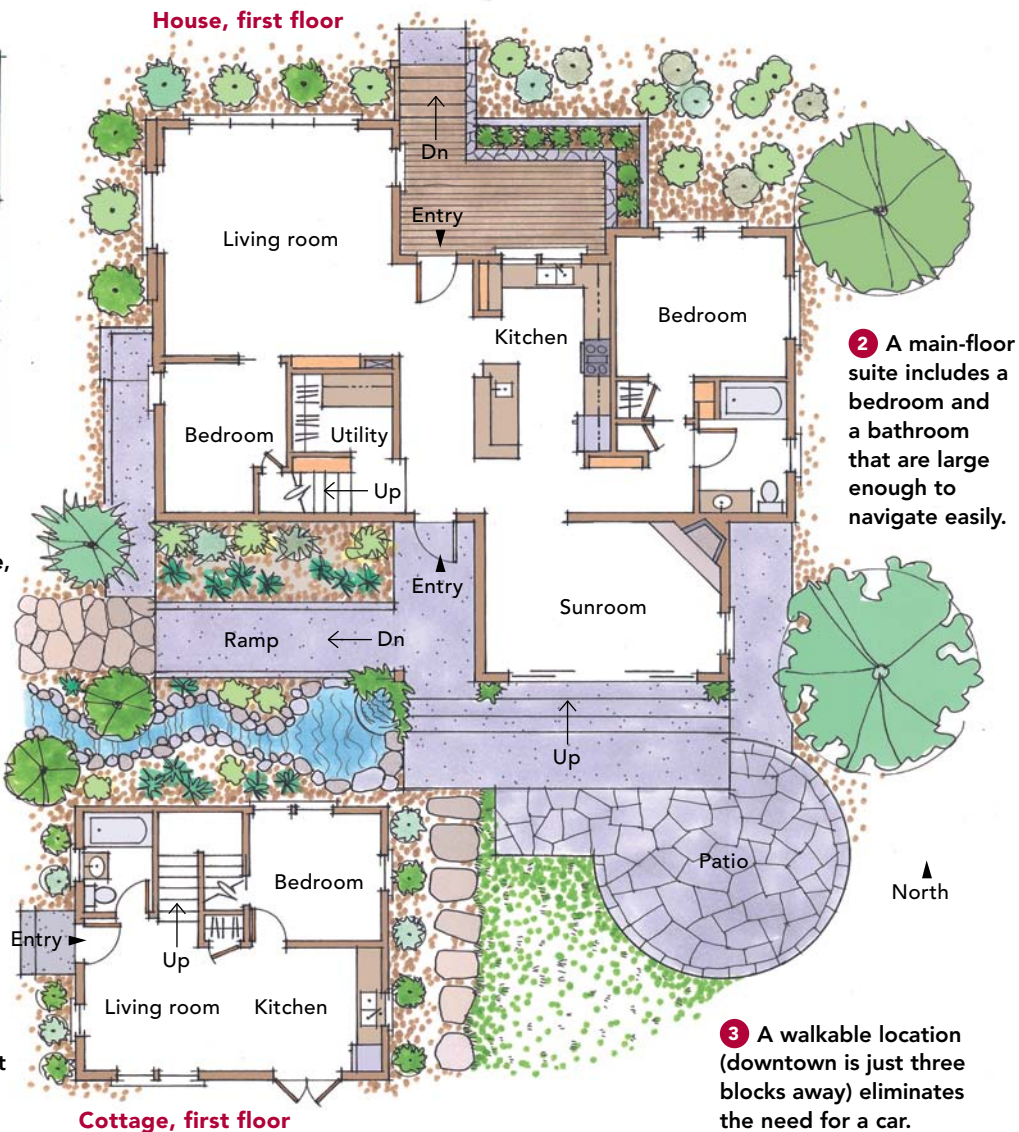 House, first floor
Dn
Entry
Living room
Kitchen
Bedroom
2 A main-floor
suite includes a
bedroom and
a bathroom
that are large
enough to
navigate easily.
Bedroom
Utility
Up
Entry
Sunroom
Ramp
Dn
Up
Patio
North
Bedroom
Entry
Up
Living room
Kitchen
3 A walkable location
(downtown is just three
blocks away) eliminates
the need for a car.
Cottage, first floor